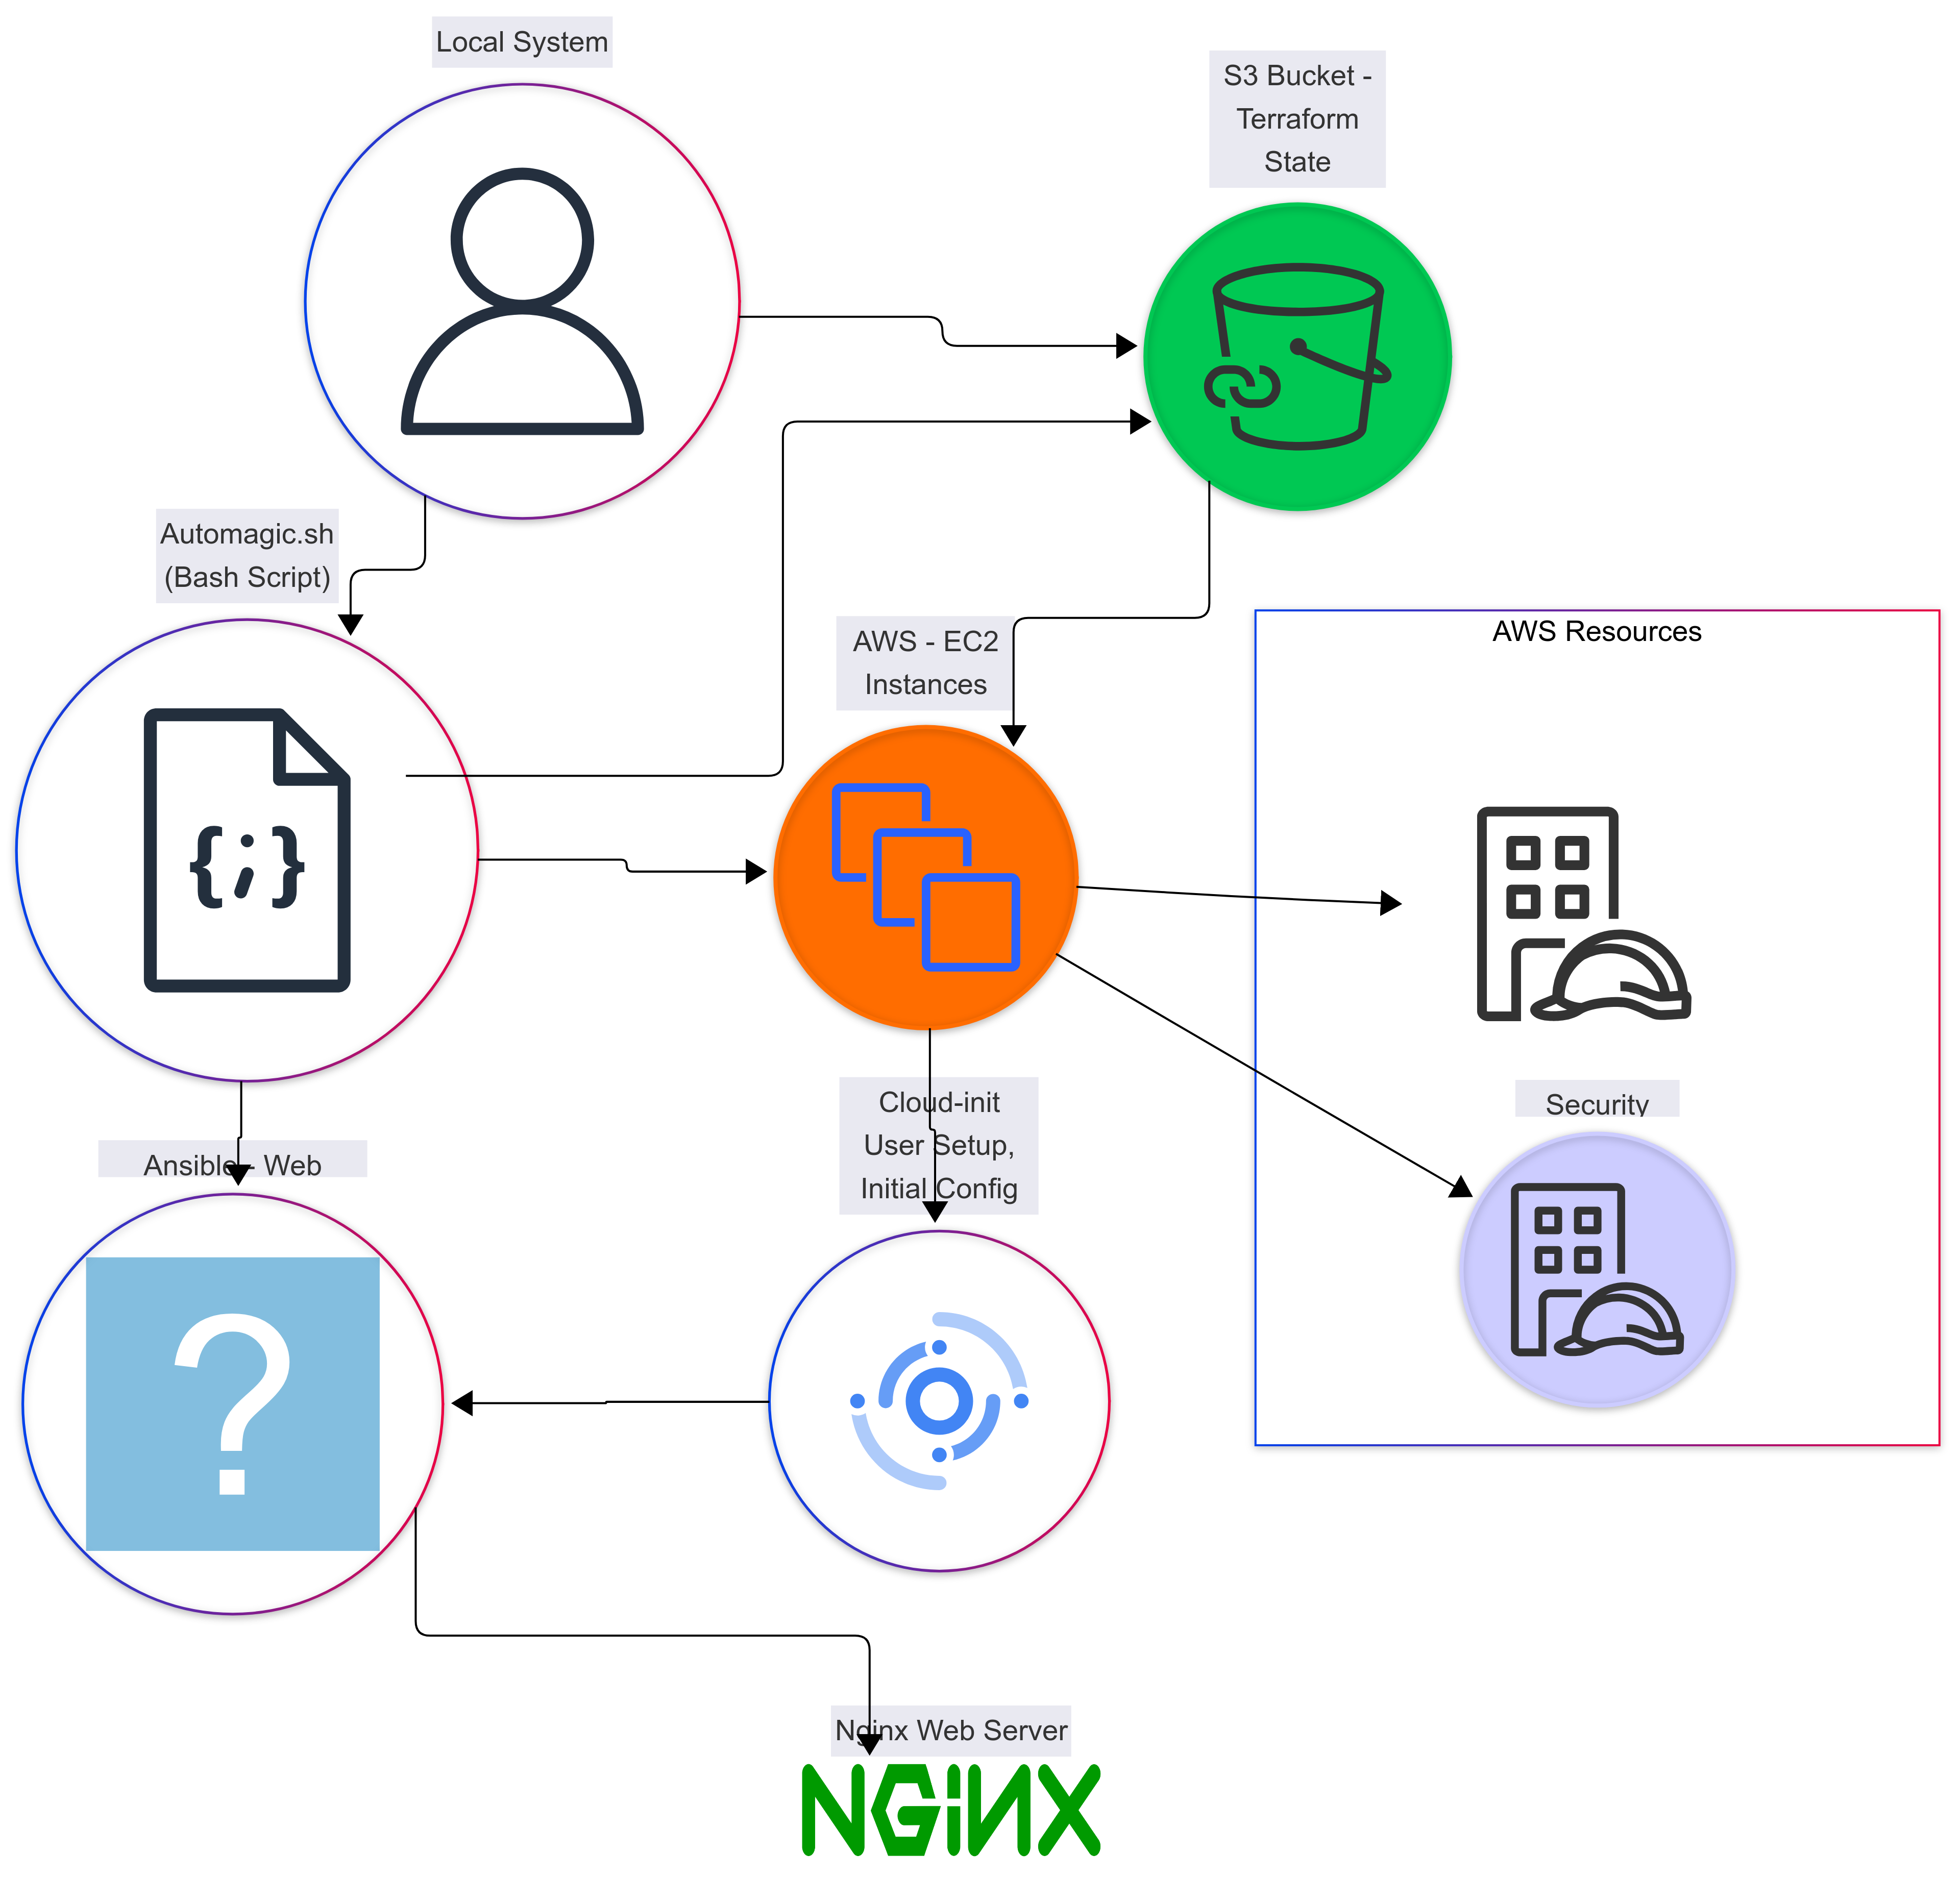 Local System
S3 Bucket -
Terraform
State
Automagic.sh
(Bash Script)
AWS - EC2
Instances
AWS Resources
{;}
Cloud-init
User Setup,
Initial Config
Security
Ansible - Web
?
Nginx Web Server
NGiNX